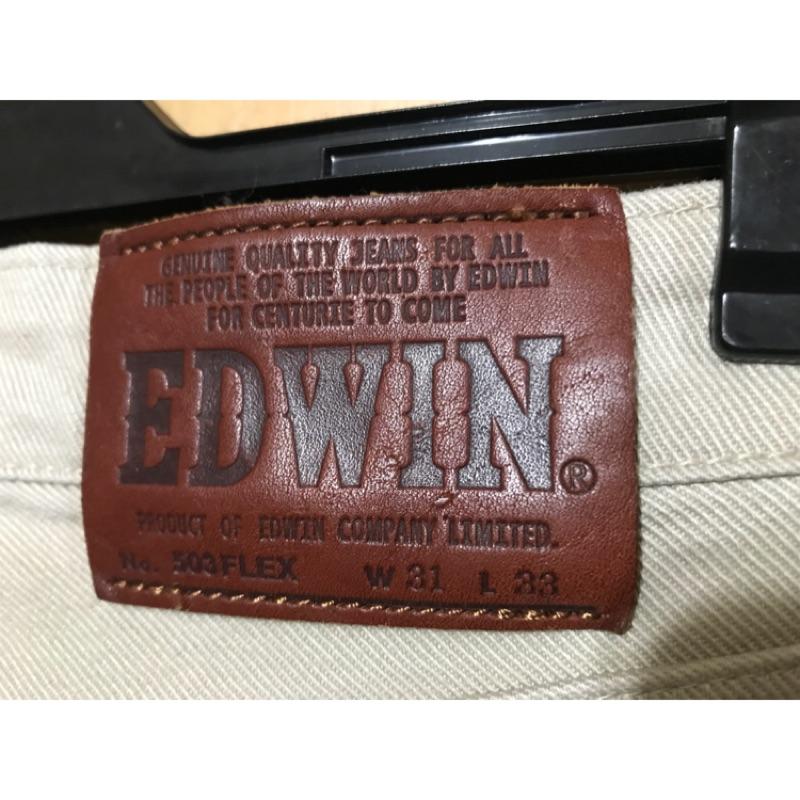 GENUINE QUALITY JEANS FOR ALL
THE PEOPLE OF THE WORLD BY EDWIN
FOR CENTURIE TO COME
EDWIN®
PRODUCT OF EDWIN COMPANY LIMITED.
No. 503FLEX W 31 L 33